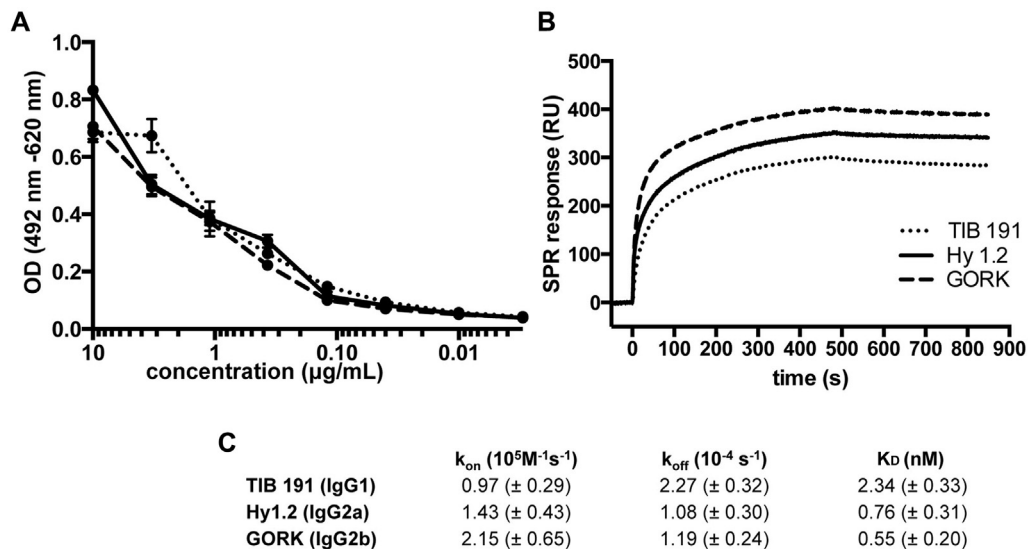 A
OD (492 nm -620 nm)
1.0
0.8
0.6
0.4
0.2
0.0
10
1
0.10
0.01
concentration (µg/mL)
B
SPR response (RU)
500
400
300
200
100
0
0
100
200
300
400
500
600
700
800
900
time (s)
TIB 191
Hy 1.2
GORK
C
kon (10⁵M⁻¹s⁻¹) koff (10⁻⁴ s⁻¹) KD (nM)
TIB 191 (IgG1) 0.97 (± 0.29) 2.27 (± 0.32) 2.34 (± 0.33)
Hy1.2 (IgG2a) 1.43 (± 0.43) 1.08 (± 0.30) 0.76 (± 0.31)
GORK (IgG2b) 2.15 (± 0.65) 1.19 (± 0.24) 0.55 (± 0.20)